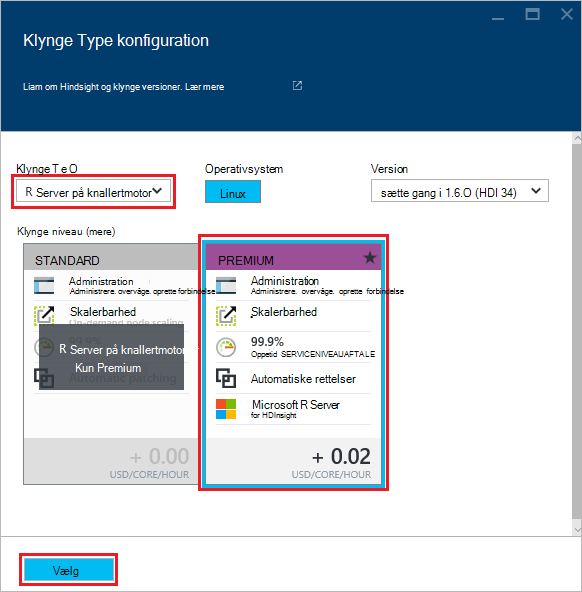 Klynge Type konfiguration
Liam om Hindsight og klynge versioner. Lær mere
Klynge T e O
Operativsystem
Version
R Server på knallertmotor
Linux
sætte gang i 1.6.O (HDI 34)
Klynge niveau (mere)
STANDARD
Administration
Administrere. overvåge. oprette forbindelse
Skalerbarhed
On-demand node scaling
99.9%
R Server på knallertmotor
Kun Premium
Automatic patching
+ 0.00
USD/CORE/HOUR
PREMIUM
Administration
Administrere. overvåge. oprette forbindelse
Skalerbarhed
99.9%
Oppetid SERVICENIVEAUAFTALE
Automatiske rettelser
Microsoft R Server
for HDInsight
+ 0.02
USD/CORE/HOUR
Vælg